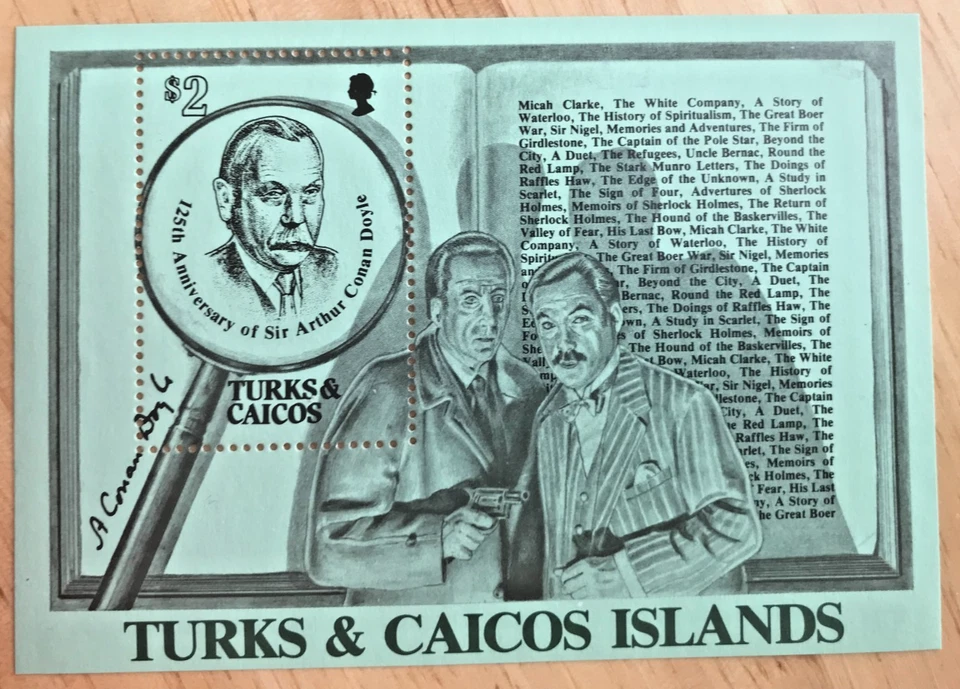 $2
125th Anniversary of Sir Arthur Conan Doyle
TURKS &
CAICOS
A Conan Doyle
Micah Clarke, The White Company, A Story of
Waterloo, The History of Spiritualism, The Great Boer
War, Sir Nigel, Memories and Adventures, The Firm of
Girdlestone, The Captain of the Pole Star, Beyond the
City, A Duet, The Refugees, Uncle Bernac, Round the
Red Lamp, The Stark Munro Letters, The Doings of
Raffles Haw, The Edge of the Unknown, A Study in
Scarlet, The Sign of Four, Advertures of Sherlock
Holmes, Memoirs of Sherlock Holmes, The Return of
Sherlock Holmes, The Hound of the Baskervilles, The
Valley of Fear, His Last Bow, Micah Clarke, The White
Company, A Story of Waterloo, The History of
The Great Boer War, Sir Nigel, Memories
The Firm of Girdlestone, The Captain
Beyond the City, A Duet, The
Bernac, Round the Red Lamp, The
The Doings of Raffles Haw, The
A Study in Scarlet, The Sign of
of Sherlock Holmes, Memoirs of
The Hound of the Baskervilles, The
Bow, Micah Clarke, The White
Waterloo, The History of
Sir Nigel, Memories
The Captain
City, A Duet, The
Red Lamp, The
Raffles Haw, The
The Sign of
Memoirs of
Holmes, The
Fear, His Last
A Story of
the Great Boer
TURKS & CAICOS ISLANDS